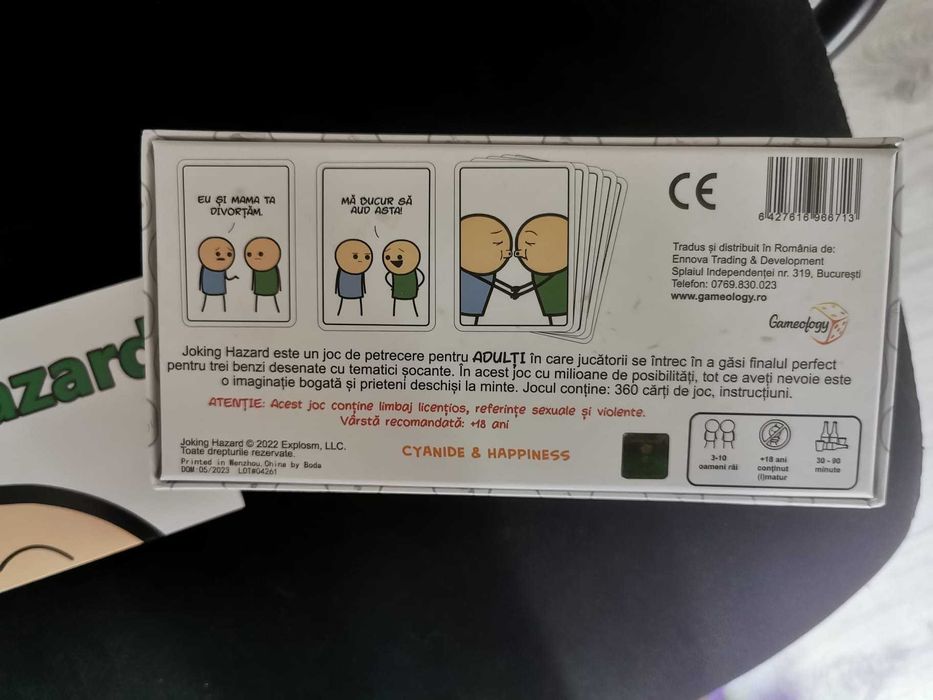 EU ȘI MAMA TA
DIVORȚĂM.
MĂ BUCUR SĂ
AUD ASTA!
CE
6 427616 966713
Tradus și distribuit în România de:
Ennova Trading & Development
Splaiul Independenței nr. 319, București
Telefon: 0769.830.023
www.gameology.ro
Gameology
azard
Joking Hazard este un joc de petrecere pentru ADULȚI în care jucătorii se întrec în a găsi finalul perfect
pentru trei benzi desenate cu tematici șocante. În acest joc cu milioane de posibilități, tot ce aveți nevoie este
o imaginație bogată și prieteni deschiși la minte. Jocul conține: 360 cărți de joc, instrucțiuni.
ATENȚIE: Acest joc conține limbaj licențios, referințe sexuale și violente.
Vârstă recomandată: +18 ani
Joking Hazard © 2022 Explosm, LLC.
Toate drepturile rezervate.
Printed in Wenzhou,China by Boda
DOM:05/2023 LOT#04261
CYANIDE & HAPPINESS
3-10
oameni răi
+18 ani
conținut
(i)matur
30 - 90
minute